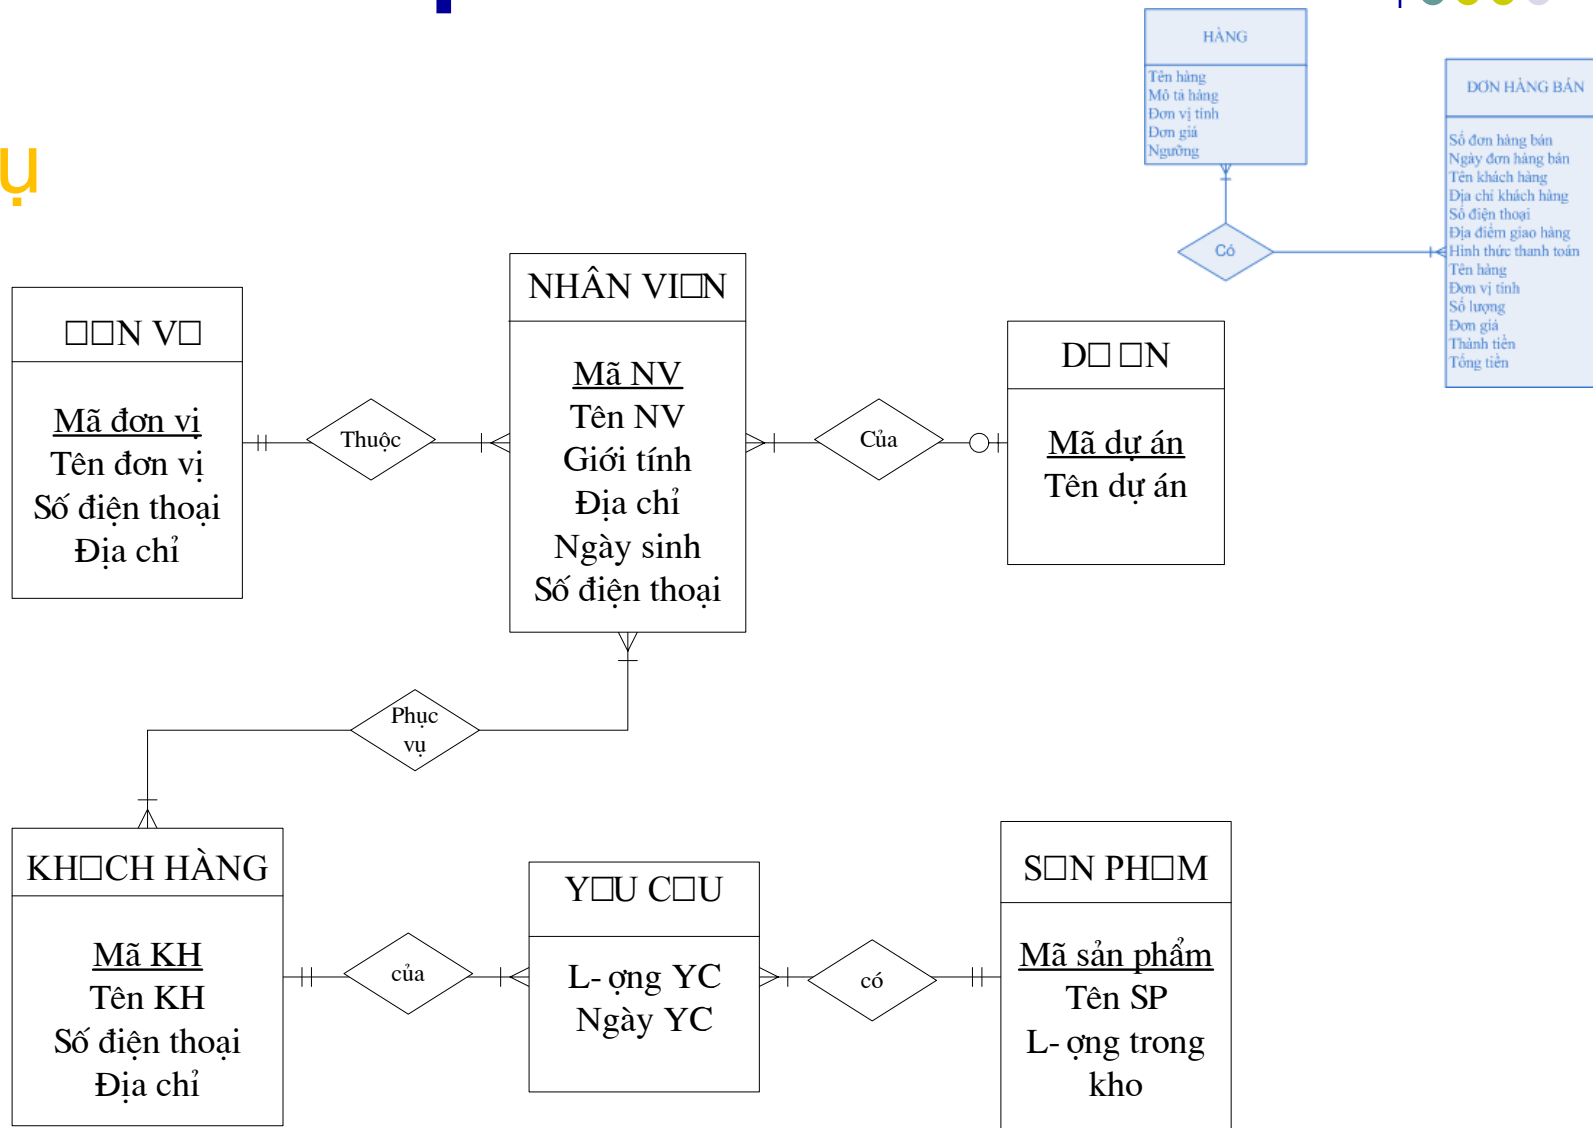 ụ
HÀNG
Tên hàng
Mô tả hàng
Đơn vị tính
Đơn giá
Ngưỡng
ĐƠN HÀNG BÁN
Số đơn hàng bán
Ngày đơn hàng bán
Tên khách hàng
Địa chỉ khách hàng
Số điện thoại
Địa điểm giao hàng
Hình thức thanh toán
Tên hàng
Đơn vị tính
Số lượng
Đơn giá
Thành tiền
Tổng tiền
Có
□□N V□
Mã đơn vị
Tên đơn vị
Số điện thoại
Địa chỉ
Thuộc
NHÂN VI□N
Mã NV
Tên NV
Giới tính
Địa chỉ
Ngày sinh
Số điện thoại
Của
D□ □N
Mã dự án
Tên dự án
Phục
vụ
KH□CH HÀNG
Mã KH
Tên KH
Số điện thoại
Địa chỉ
của
Y□U C□U
L- ợng YC
Ngày YC
có
S□N PH□M
Mã sản phẩm
Tên SP
L- ợng trong
kho